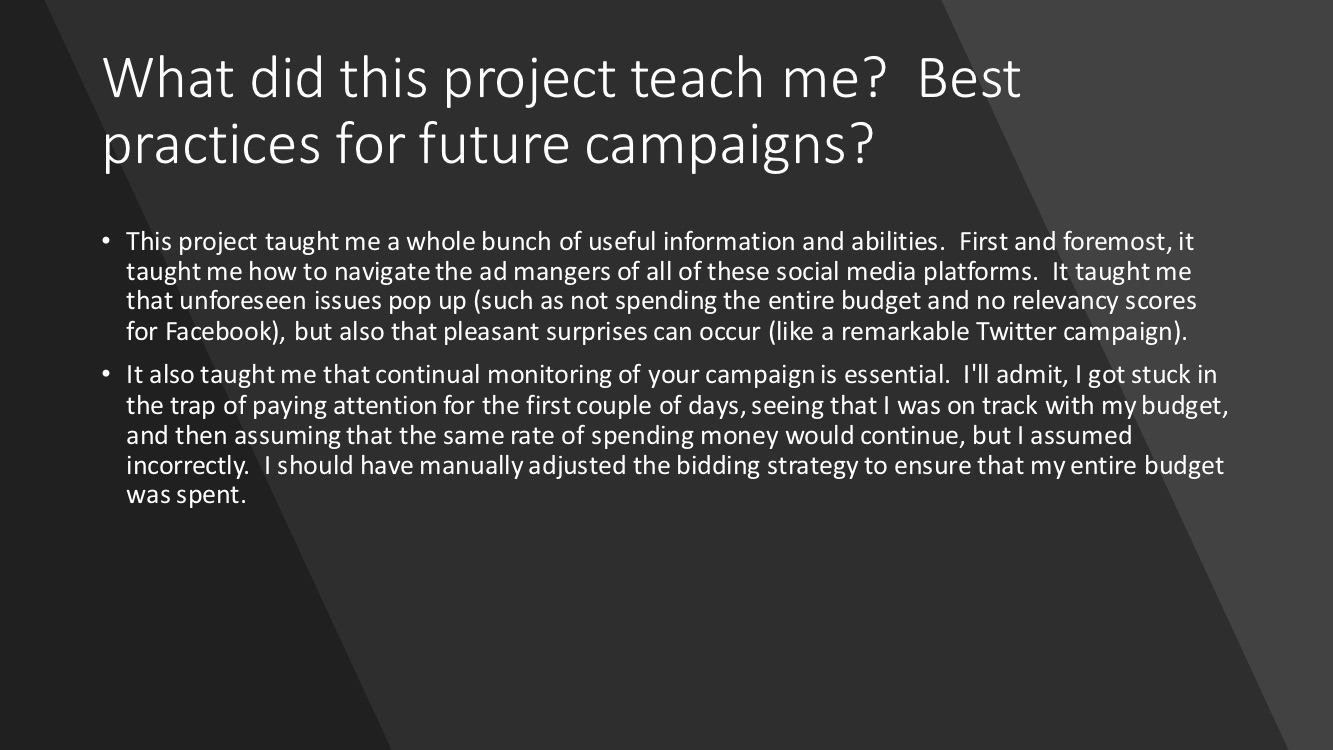 What did this project teach me?  Best
practices for future campaigns?
• This project taught me a whole bunch of useful information and abilities.  First and foremost, it
taught me how to navigate the ad mangers of all of these social media platforms.  It taught me
that unforeseen issues pop up (such as not spending the entire budget and no relevancy scores
for Facebook), but also that pleasant surprises can occur (like a remarkable Twitter campaign).
• It also taught me that continual monitoring of your campaign is essential.  I'll admit, I got stuck in
the trap of paying attention for the first couple of days, seeing that I was on track with my budget,
and then assuming that the same rate of spending money would continue, but I assumed
incorrectly.  I should have manually adjusted the bidding strategy to ensure that my entire budget
was spent.